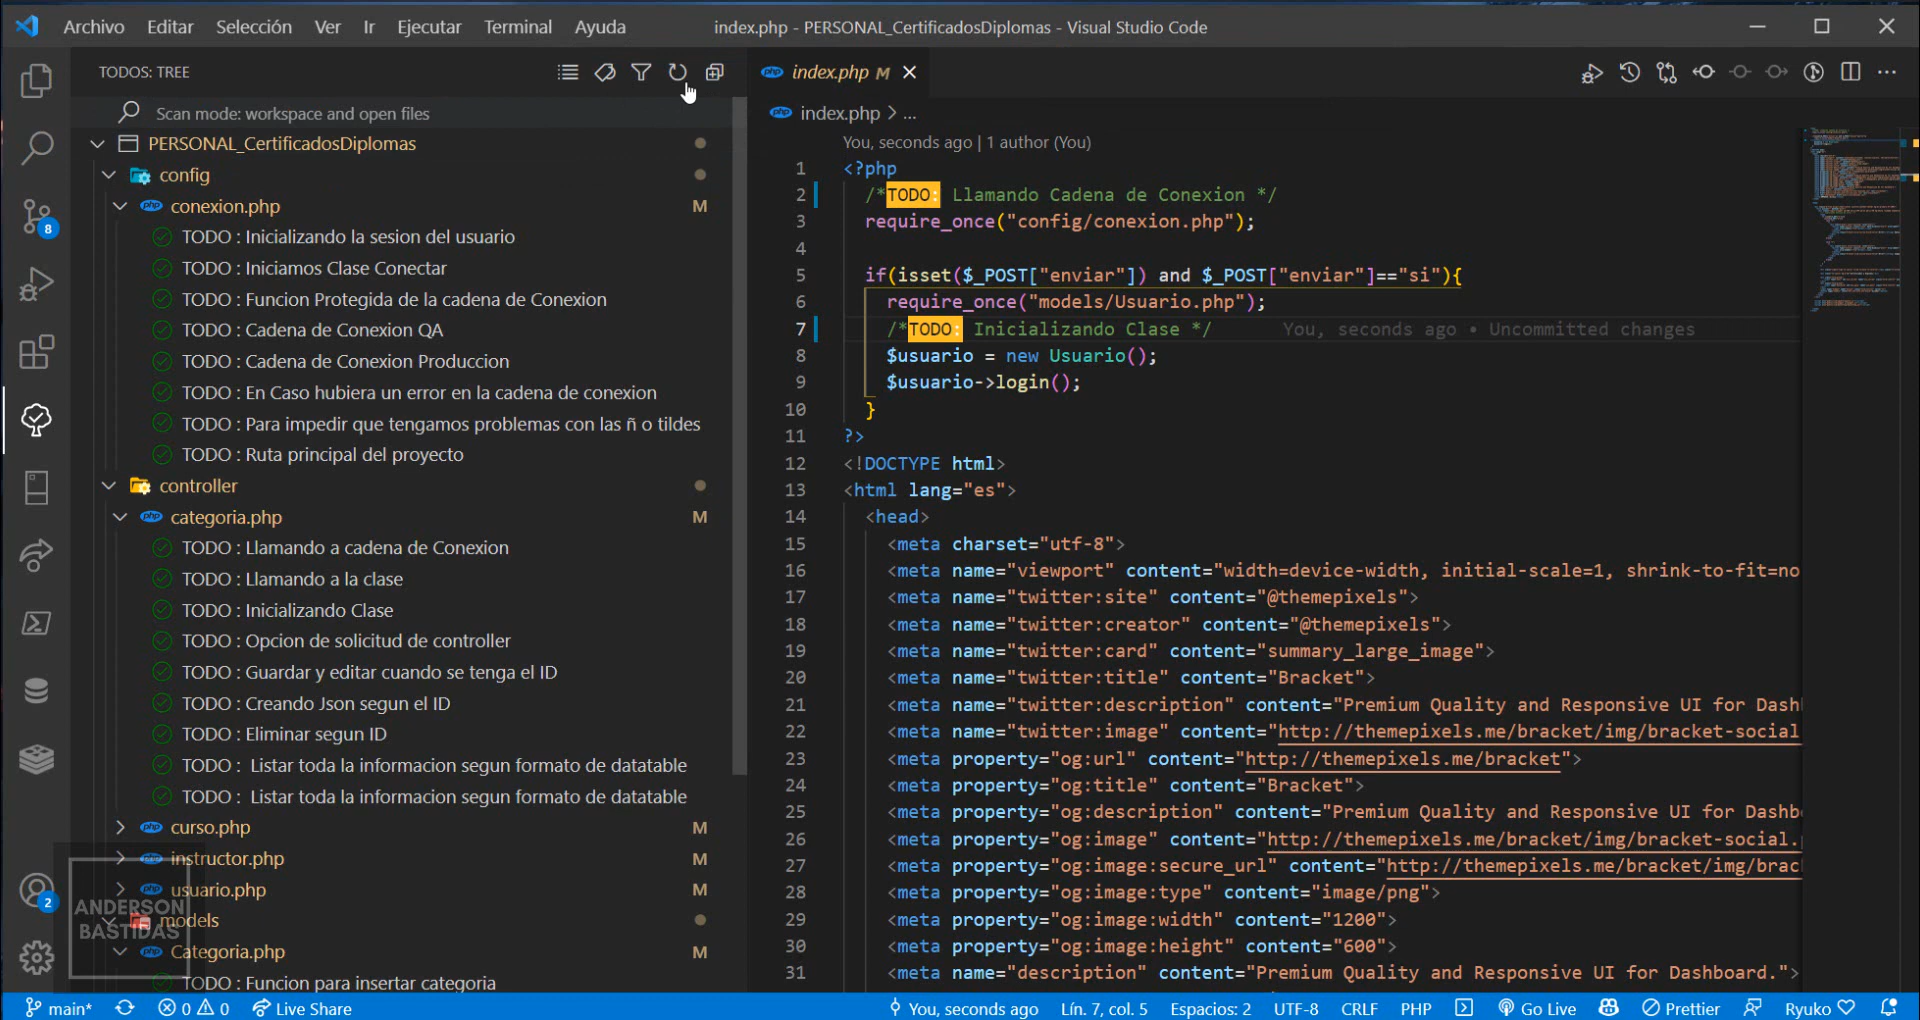 Archivo Editar Selección Ver Ir Ejecutar Terminal Ayuda index.php - PERSONAL_CertificadosDiplomas - Visual Studio Code
TODOS: TREE
Scan mode: workspace and open files
PERSONAL_CertificadosDiplomas
config
conexion.php M
TODO : Inicializando la sesion del usuario
TODO : Iniciamos Clase Conectar
TODO : Funcion Protegida de la cadena de Conexion
TODO : Cadena de Conexion QA
TODO : Cadena de Conexion Produccion
TODO : En Caso hubiera un error en la cadena de conexion
TODO : Para impedir que tengamos problemas con las ñ o tildes
TODO : Ruta principal del proyecto
controller
categoria.php M
TODO : Llamando a cadena de Conexion
TODO : Llamando a la clase
TODO : Inicializando Clase
TODO : Opcion de solicitud de controller
TODO : Guardar y editar cuando se tenga el ID
TODO : Creando Json segun el ID
TODO : Eliminar segun ID
TODO : Listar toda la informacion segun formato de datatable
TODO : Listar toda la informacion segun formato de datatable
curso.php M
instructor.php M
usuario.php M
models
Categoria.php M
TODO : Funcion para insertar categoria
8
2
ANDERSON
BASTIDAS
php index.php M
php index.php > ...
You, seconds ago | 1 author (You)
1 <?php
2 /*TODO: Llamando Cadena de Conexion */
3 require_once("config/conexion.php");
4
5 if(isset($_POST["enviar"]) and $_POST["enviar"]=="si"){
6 require_once("models/Usuario.php");
7 /*TODO: Inicializando Clase */ You, seconds ago • Uncommitted changes
8 $usuario = new Usuario();
9 $usuario->login();
10 }
11 ?>
12 <!DOCTYPE html>
13 <html lang="es">
14 <head>
15 <meta charset="utf-8">
16 <meta name="viewport" content="width=device-width, initial-scale=1, shrink-to-fit=no
17 <meta name="twitter:site" content="@themepixels">
18 <meta name="twitter:creator" content="@themepixels">
19 <meta name="twitter:card" content="summary_large_image">
20 <meta name="twitter:title" content="Bracket">
21 <meta name="twitter:description" content="Premium Quality and Responsive UI for Dashb
22 <meta name="twitter:image" content="http://themepixels.me/bracket/img/bracket-social
23 <meta property="og:url" content="http://themepixels.me/bracket">
24 <meta property="og:title" content="Bracket">
25 <meta property="og:description" content="Premium Quality and Responsive UI for Dashbo
26 <meta property="og:image" content="http://themepixels.me/bracket/img/bracket-social.
27 <meta property="og:image:secure_url" content="http://themepixels.me/bracket/img/brac
28 <meta property="og:image:type" content="image/png">
29 <meta property="og:image:width" content="1200">
30 <meta property="og:image:height" content="600">
31 <meta name="description" content="Premium Quality and Responsive UI for Dashboard.">
main* 0 0 Live Share You, seconds ago Lín. 7, col. 5 Espacios: 2 UTF-8 CRLF PHP Go Live Prettier Ryuko